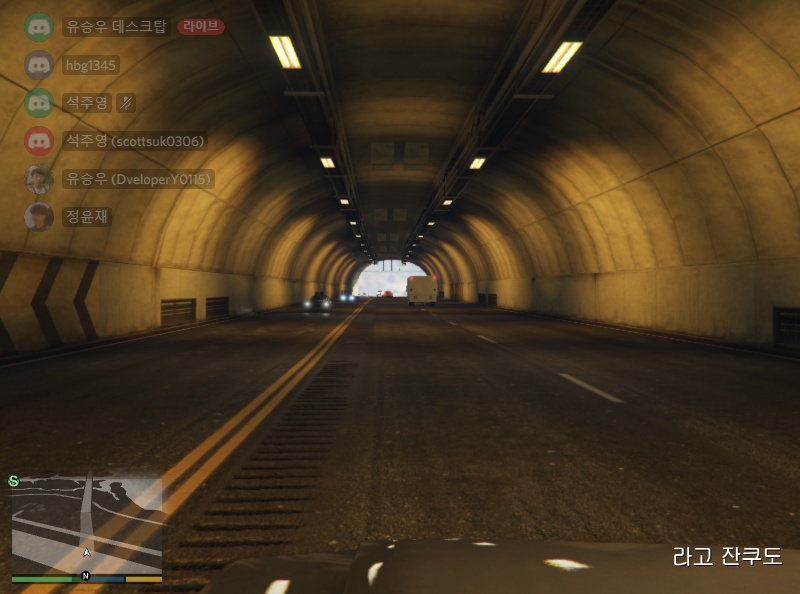 유승우 데스크탑 라이브
hbg1345
석주영
석주영 (scottsuk0306)
유승우 (DveloperY0115)
정윤재
S
N
라고 잔쿠도